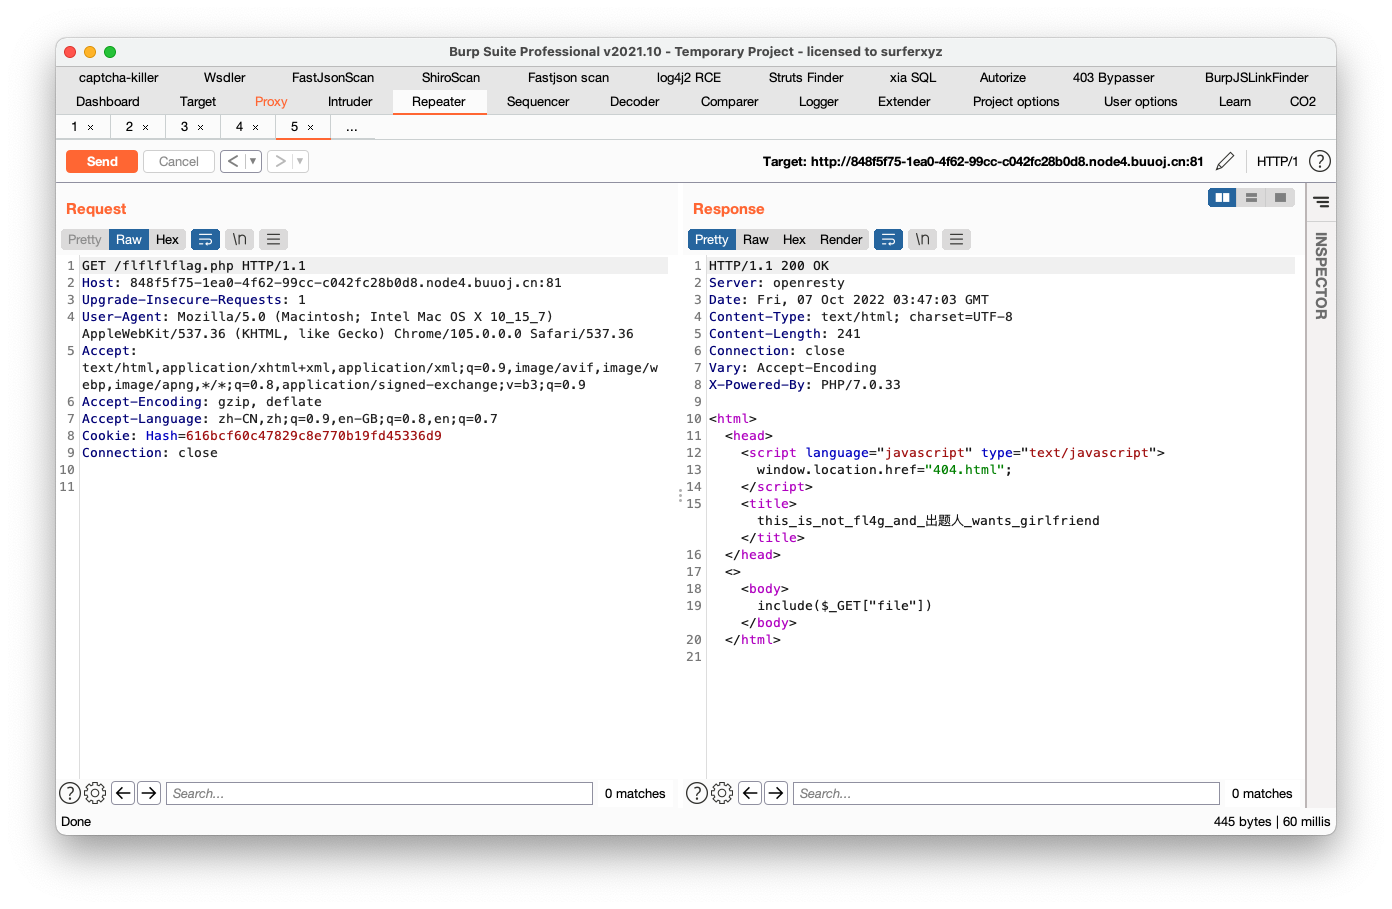 Burp Suite Professional v2021.10 - Temporary Project - licensed to surferxyz
captcha-killer Wsdler FastJsonScan ShiroScan Fastjson scan log4j2 RCE Struts Finder xia SQL Autorize 403 Bypasser BurpJSLinkFinder
Dashboard Target Proxy Intruder Repeater Sequencer Decoder Comparer Logger Extender Project options User options Learn CO2
1 × 2 × 3 × 4 × 5 × ...
Send Cancel < ▼ > ▼ Target: http://848f5f75-1ea0-4f62-99cc-c042fc28b0d8.node4.buuoj.cn:81 HTTP/1 ?
Request
Pretty Raw Hex \n
1 GET /flflflflag.php HTTP/1.1
2 Host: 848f5f75-1ea0-4f62-99cc-c042fc28b0d8.node4.buuoj.cn:81
3 Upgrade-Insecure-Requests: 1
4 User-Agent: Mozilla/5.0 (Macintosh; Intel Mac OS X 10_15_7)
AppleWebKit/537.36 (KHTML, like Gecko) Chrome/105.0.0.0 Safari/537.36
5 Accept:
text/html,application/xhtml+xml,application/xml;q=0.9,image/avif,image/w
ebp,image/apng,*/*;q=0.8,application/signed-exchange;v=b3;q=0.9
6 Accept-Encoding: gzip, deflate
7 Accept-Language: zh-CN,zh;q=0.9,en-GB;q=0.8,en;q=0.7
8 Cookie: Hash=616bcf60c47829c8e770b19fd45336d9
9 Connection: close
10
11
? Search... 0 matches
Response
Pretty Raw Hex Render \n
1 HTTP/1.1 200 OK
2 Server: openresty
3 Date: Fri, 07 Oct 2022 03:47:03 GMT
4 Content-Type: text/html; charset=UTF-8
5 Content-Length: 241
6 Connection: close
7 Vary: Accept-Encoding
8 X-Powered-By: PHP/7.0.33
9
10 <html>
11 <head>
12 <script language="javascript" type="text/javascript">
13 window.location.href="404.html";
14 </script>
15 <title>
this_is_not_fl4g_and_出题人_wants_girlfriend
</title>
16 </head>
17 <>
18 <body>
19 include($_GET["file"])
</body>
20 </html>
21
? Search... 0 matches
INSPECTOR
Done 445 bytes | 60 millis